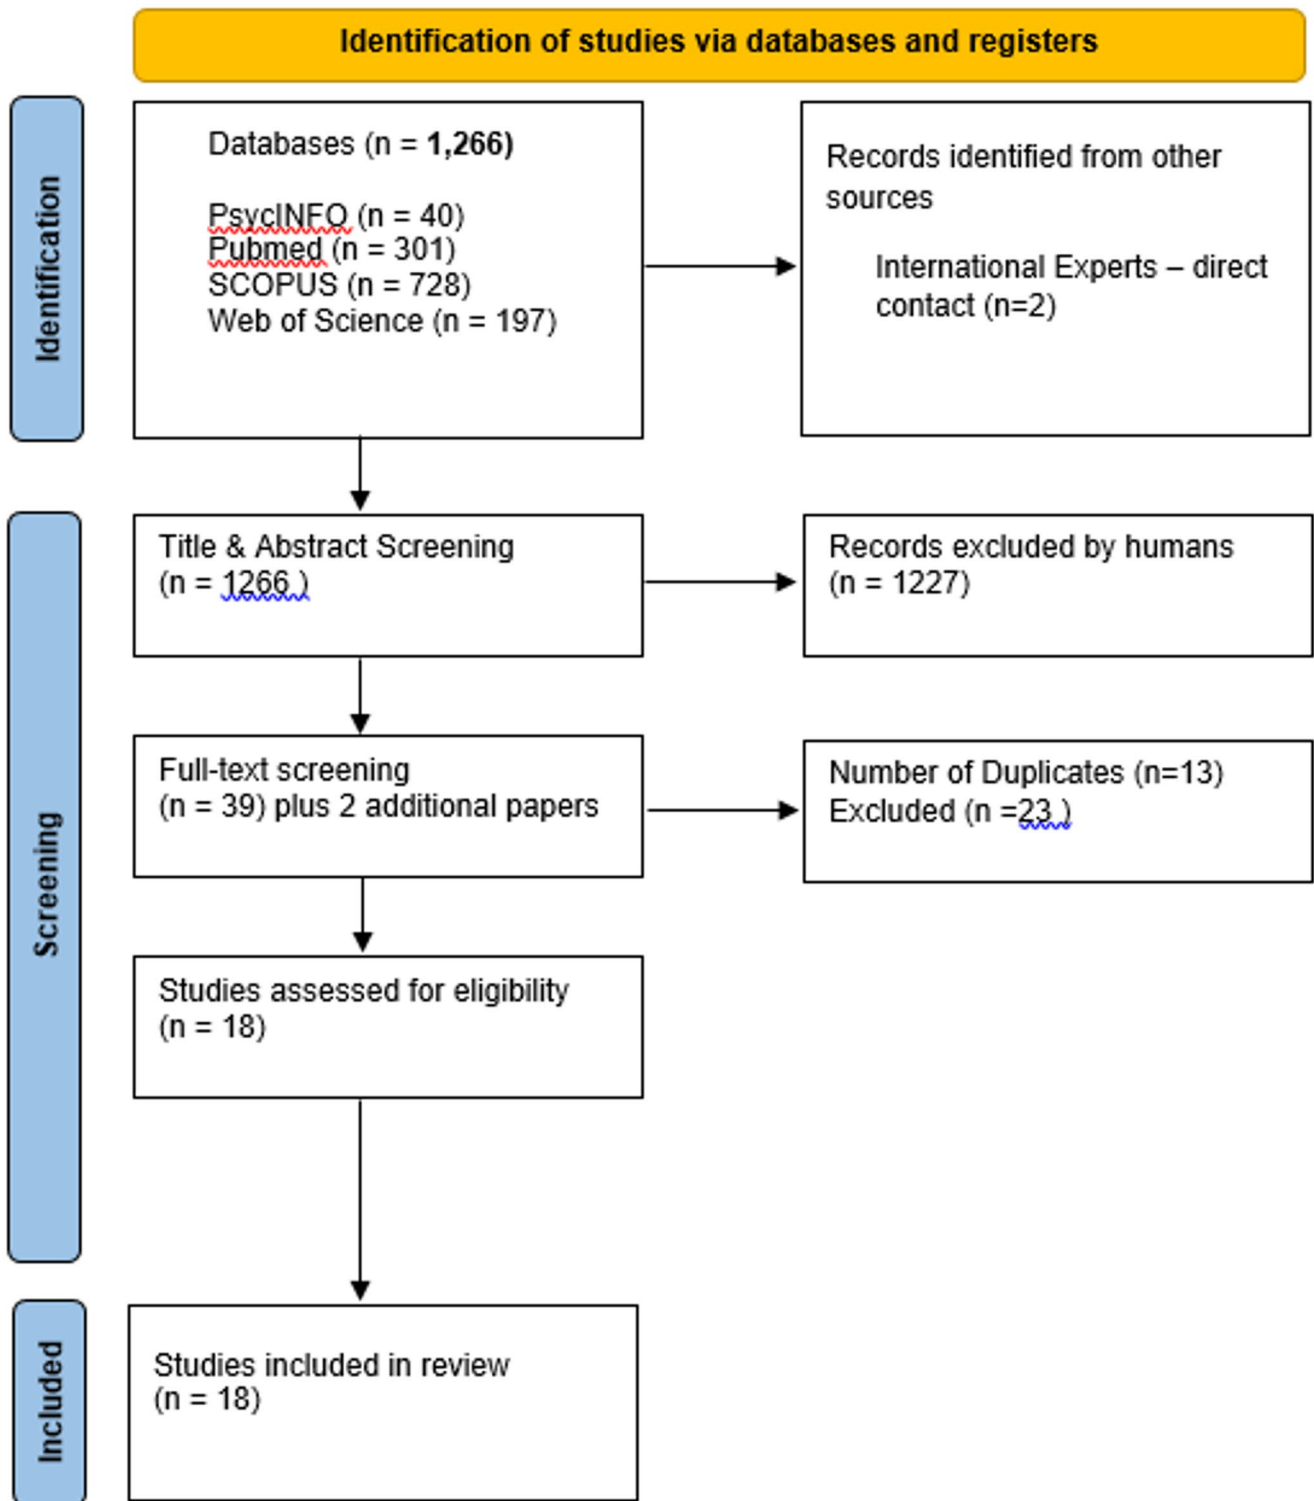 Identification of studies via databases and registers
Identification
Databases (n = 1,266)
PsycINFO (n = 40)
Pubmed (n = 301)
SCOPUS (n = 728)
Web of Science (n = 197)
Records identified from other
sources
International Experts – direct
contact (n=2)
Screening
Title & Abstract Screening
(n = 1266 )
Records excluded by humans
(n = 1227)
Full-text screening
(n = 39) plus 2 additional papers
Number of Duplicates (n=13)
Excluded (n =23 )
Studies assessed for eligibility
(n = 18)
Included
Studies included in review
(n = 18)